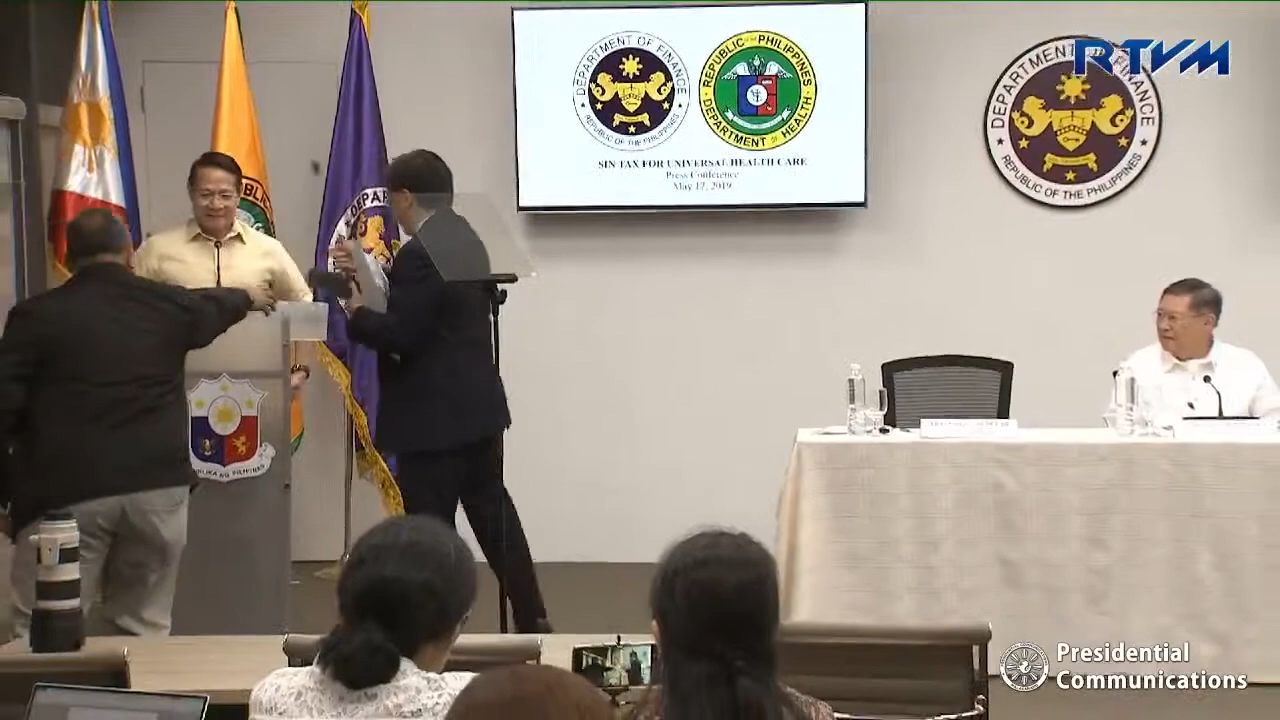 RTVM
DEPARTMENT OF FINANCE
REPUBLIC OF THE PHILIPPINES
REPUBLIC OF THE PHILIPPINES
DEPARTMENT OF HEALTH
SIN TAX FOR UNIVERSAL HEALTH CARE
Press Conference
May 17, 2019
DEPARTMENT OF FINANCE
REPUBLIC OF THE PHILIPPINES
DEPAR
Presidential
Communications